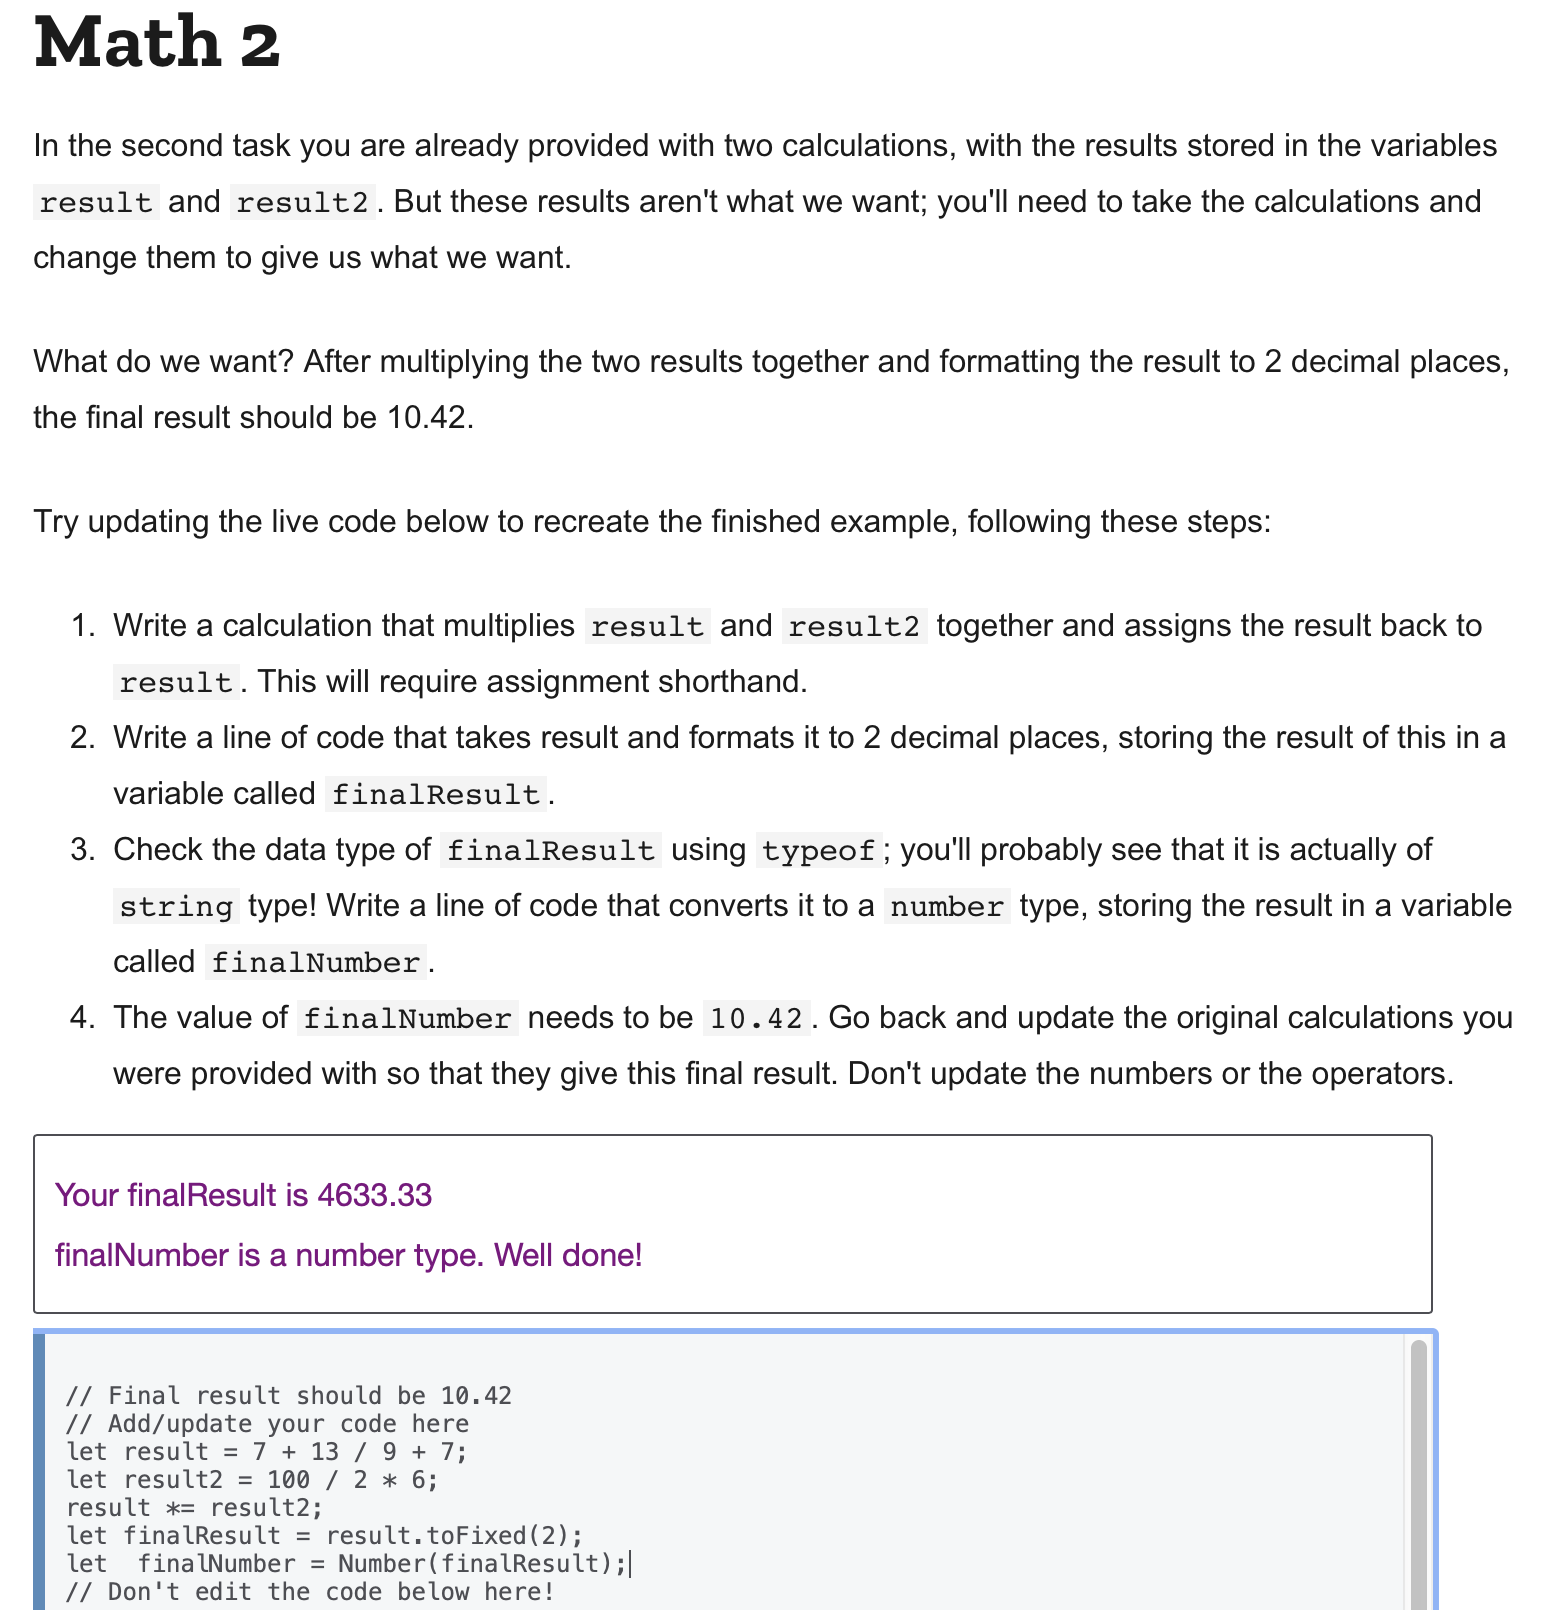 Math 2
In the second task you are already provided with two calculations, with the results stored in the variables
result and result2. But these results aren't what we want; you'll need to take the calculations and
change them to give us what we want.
What do we want? After multiplying the two results together and formatting the result to 2 decimal places,
the final result should be 10.42.
Try updating the live code below to recreate the finished example, following these steps:
1. Write a calculation that multiplies result and result2 together and assigns the result back to
result. This will require assignment shorthand.
2. Write a line of code that takes result and formats it to 2 decimal places, storing the result of this in a
variable called finalResult.
3. Check the data type of finalResult using typeof; you'll probably see that it is actually of
string type! Write a line of code that converts it to a number type, storing the result in a variable
called finalNumber.
4. The value of finalNumber needs to be 10.42. Go back and update the original calculations you
were provided with so that they give this final result. Don't update the numbers or the operators.
Your finalResult is 4633.33
finalNumber is a number type. Well done!
// Final result should be 10.42
// Add/update your code here
let result = 7 + 13 / 9 + 7;
let result2 = 100 / 2 * 6;
result *= result2;
let finalResult = result.toFixed(2);
let  finalNumber = Number(finalResult);
// Don't edit the code below here!